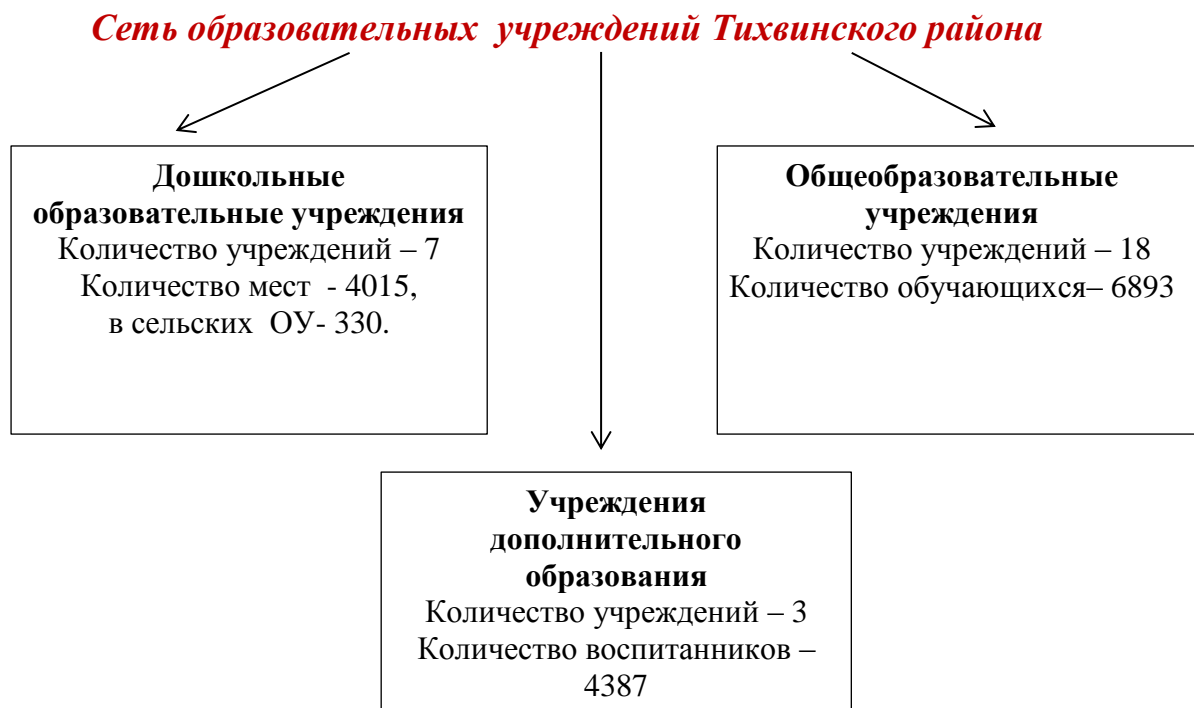 Сеть образовательных  учреждений Тихвинского района
Дошкольные
образовательные учреждения
Количество учреждений – 7
Количество мест  - 4015,
в сельских  ОУ- 330.
Общеобразовательные
учреждения
Количество учреждений – 18
Количество обучающихся– 6893
Учреждения
дополнительного
образования
Количество учреждений – 3
Количество воспитанников –
4387